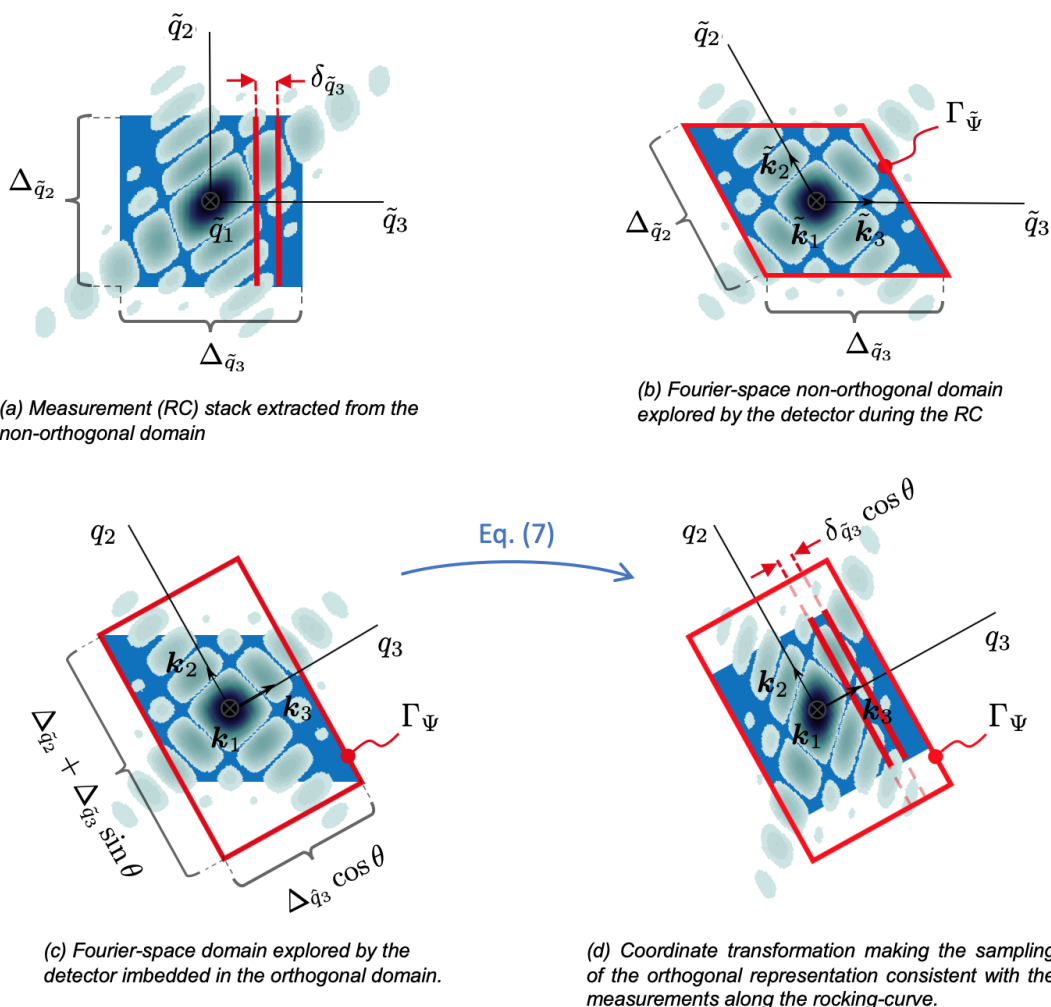 q̃₂
δq̃₃
Δq̃₂
q̃₁
q̃₃
Δq̃₃
(a) Measurement (RC) stack extracted from the
non-orthogonal domain
q̃₂
Γψ̃
k̃₂
Δq̃₂
q̃₃
k̃₁
k̃₃
Δq̃₃
(b) Fourier-space non-orthogonal domain
explored by the detector during the RC
q₂
q₃
k₂
k₃
k₁
Γψ
Δq̃₂ + Δq̃₃ sin θ
Δq̃₃ cos θ
(c) Fourier-space domain explored by the
detector imbedded in the orthogonal domain.
Eq. (7)
δq̃₃ cos θ
q₂
q₃
k₂
k₃
k₁
Γψ
(d) Coordinate transformation making the sampling
of the orthogonal representation consistent with the
measurements along the rocking-curve.